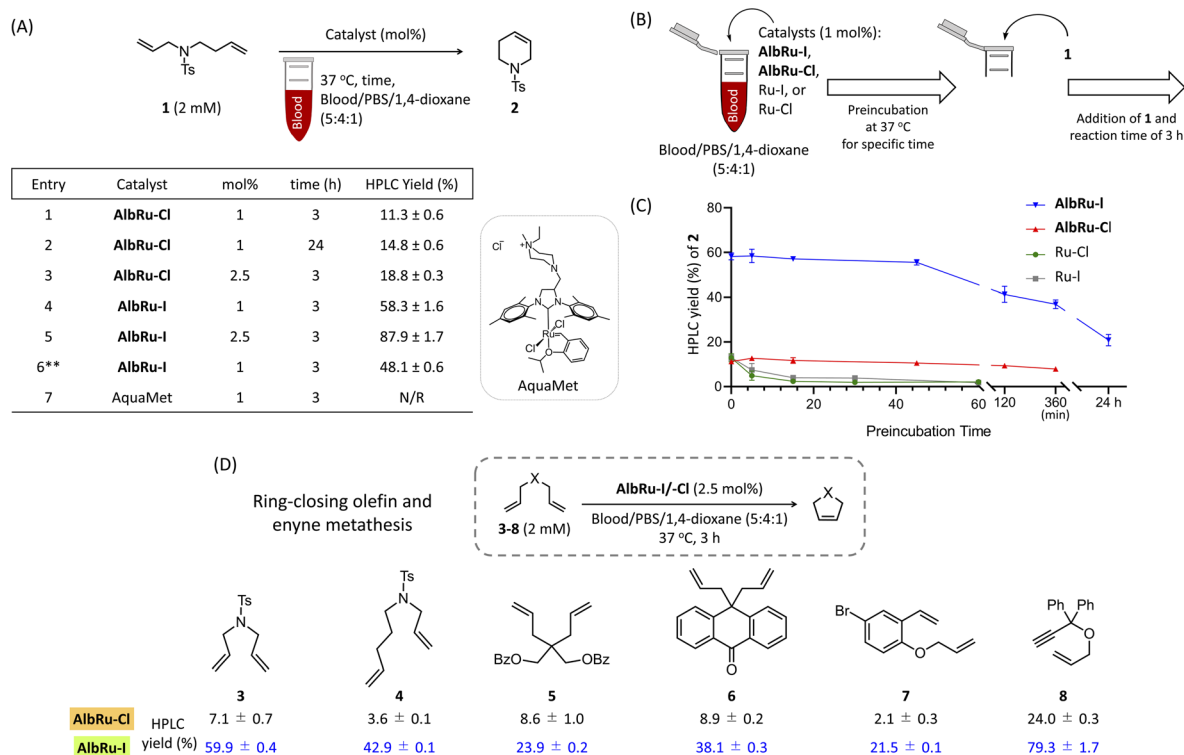 (A)
Catalyst (mol%)
N
Ts
1 (2 mM)
Blood
37 °C, time,
Blood/PBS/1,4-dioxane
(5:4:1)
N
Ts
2
Entry Catalyst mol% time (h) HPLC Yield (%)
1 AlbRu-Cl 1 3 11.3 ± 0.6
2 AlbRu-Cl 1 24 14.8 ± 0.6
3 AlbRu-Cl 2.5 3 18.8 ± 0.3
4 AlbRu-I 1 3 58.3 ± 1.6
5 AlbRu-I 2.5 3 87.9 ± 1.7
6** AlbRu-I 1 3 48.1 ± 0.6
7 AquaMet 1 3 N/R
Cl⁻
N+
N
N N
Cl
Ru
Cl
O
AquaMet
(B)
Catalysts (1 mol%):
AlbRu-I,
AlbRu-Cl,
Ru-I, or
Ru-Cl
Blood
Blood/PBS/1,4-dioxane
(5:4:1)
Preincubation
at 37 °C
for specific time
1
Addition of 1 and
reaction time of 3 h
(C)
HPLC yield (%) of 2
80
60
40
20
0
0 20 40 60 120 360 24 h
(min)
Preincubation Time
AlbRu-I
AlbRu-Cl
Ru-Cl
Ru-I
(D)
Ring-closing olefin and
enyne metathesis
X
3-8 (2 mM)
AlbRu-I/-Cl (2.5 mol%)
Blood/PBS/1,4-dioxane (5:4:1)
37 °C, 3 h
X
Ts
N
3
Ts
N
4
OBz OBz
5
O
6
Br
O
7
Ph Ph
O
8
AlbRu-Cl 7.1 ± 0.7 3.6 ± 0.1 8.6 ± 1.0 8.9 ± 0.2 2.1 ± 0.3 24.0 ± 0.3
HPLC
yield (%)
AlbRu-I 59.9 ± 0.4 42.9 ± 0.1 23.9 ± 0.2 38.1 ± 0.3 21.5 ± 0.1 79.3 ± 1.7